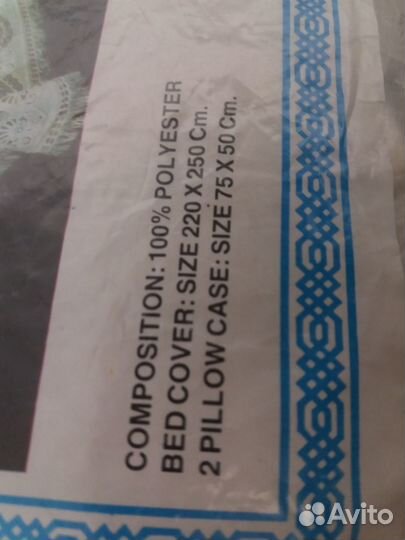 COMPOSITION: 100% POLYESTER
BED COVER: SIZE 220 X 250 Cm.
2 PILLOW CASE: SIZE 75 X 50 Cm.
Avito